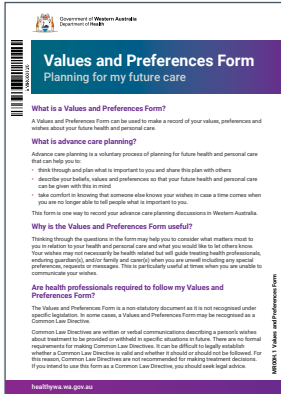 Government of Western Australia
Department of Health
Values and Preferences Form
Planning for my future care
What is a Values and Preferences Form?
A Values and Preferences Form can be used to make a record of your values, preferences and
wishes about your future health and personal care.
What is advance care planning?
Advance care planning is a voluntary process of planning for future health and personal care
that can help you to:
• think through and plan what is important to you and share this plan with others
• describe your beliefs, values and preferences so that your future health and personal care
can be given with this in mind
• take comfort in knowing that someone else knows your wishes in case a time comes when
you are no longer able to tell people what is important to you.
This form is one way to record your advance care planning discussions in Western Australia.
Why is the Values and Preferences Form useful?
Thinking through the questions in the form may help you to consider what matters most to
you in relation to your health and personal care and what you would like to let others know.
Your wishes may not necessarily be health related but will guide treating health professionals,
enduring guardian(s), and/or family and carer(s) when you are unwell including any special
preferences, requests or messages. This is particularly useful at times when you are unable to
communicate your wishes.
Are health professionals required to follow my Values and
Preferences Form?
The Values and Preferences Form is a non-statutory document as it is not recognised under
specific legislation. In some cases, a Values and Preferences Form may be recognised as a
Common Law Directive.
Common Law Directives are written or verbal communications describing a person's wishes
about treatment to be provided or withheld in specific situations in future. There are no formal
requirements for making Common Law Directives. It can be difficult to legally establish
whether a Common Law Directive is valid and whether it should or should not be followed. For
this reason, Common Law Directives are not recommended for making treatment decisions.
If you intend to use this form as a Common Law Directive, you should seek legal advice.
MR00H.1 Values and Preferences Form
healthywa.wa.gov.au